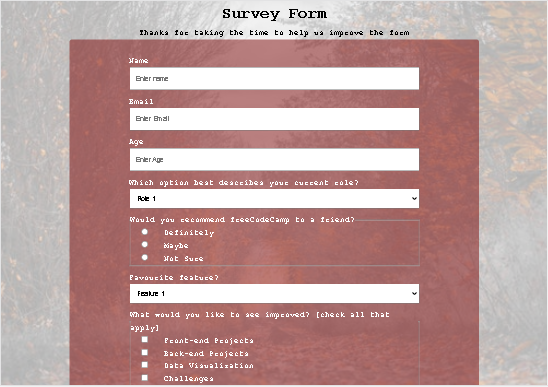 Survey Form
Thanks for taking the time to help us improve the form
Name
Enter name
Email
Enter Email
Age
Enter Age
Which option best describes your current role?
Role 1
Would you recommend freeCodeCamp to a friend?
Definitely
Maybe
Not Sure
Favourite feature?
Feature 1
What would you like to see improved? [check all that
apply]
Front-end Projects
Back-end Projects
Data Visualization
Challenges